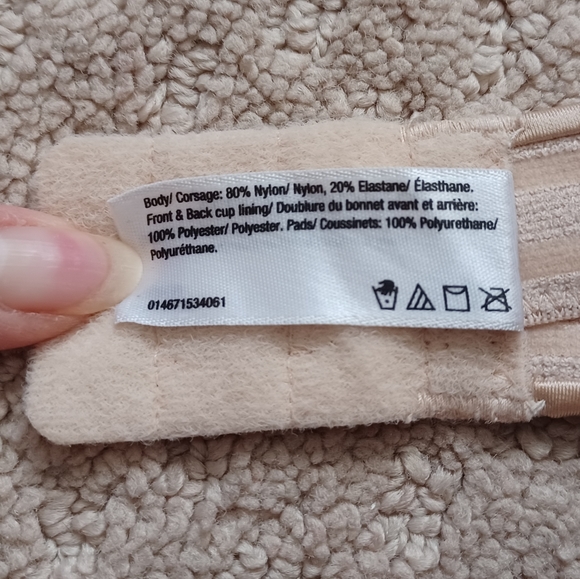 Body/ Corsage: 80% Nylon/ Nylon, 20% Elastane/ Élasthane.
Front & Back cup lining/ Doublure du bonnet avant et arrière:
100% Polyester/ Polyester. Pads/ Coussinets: 100% Polyurethane/
Polyuréthane.
014671534061